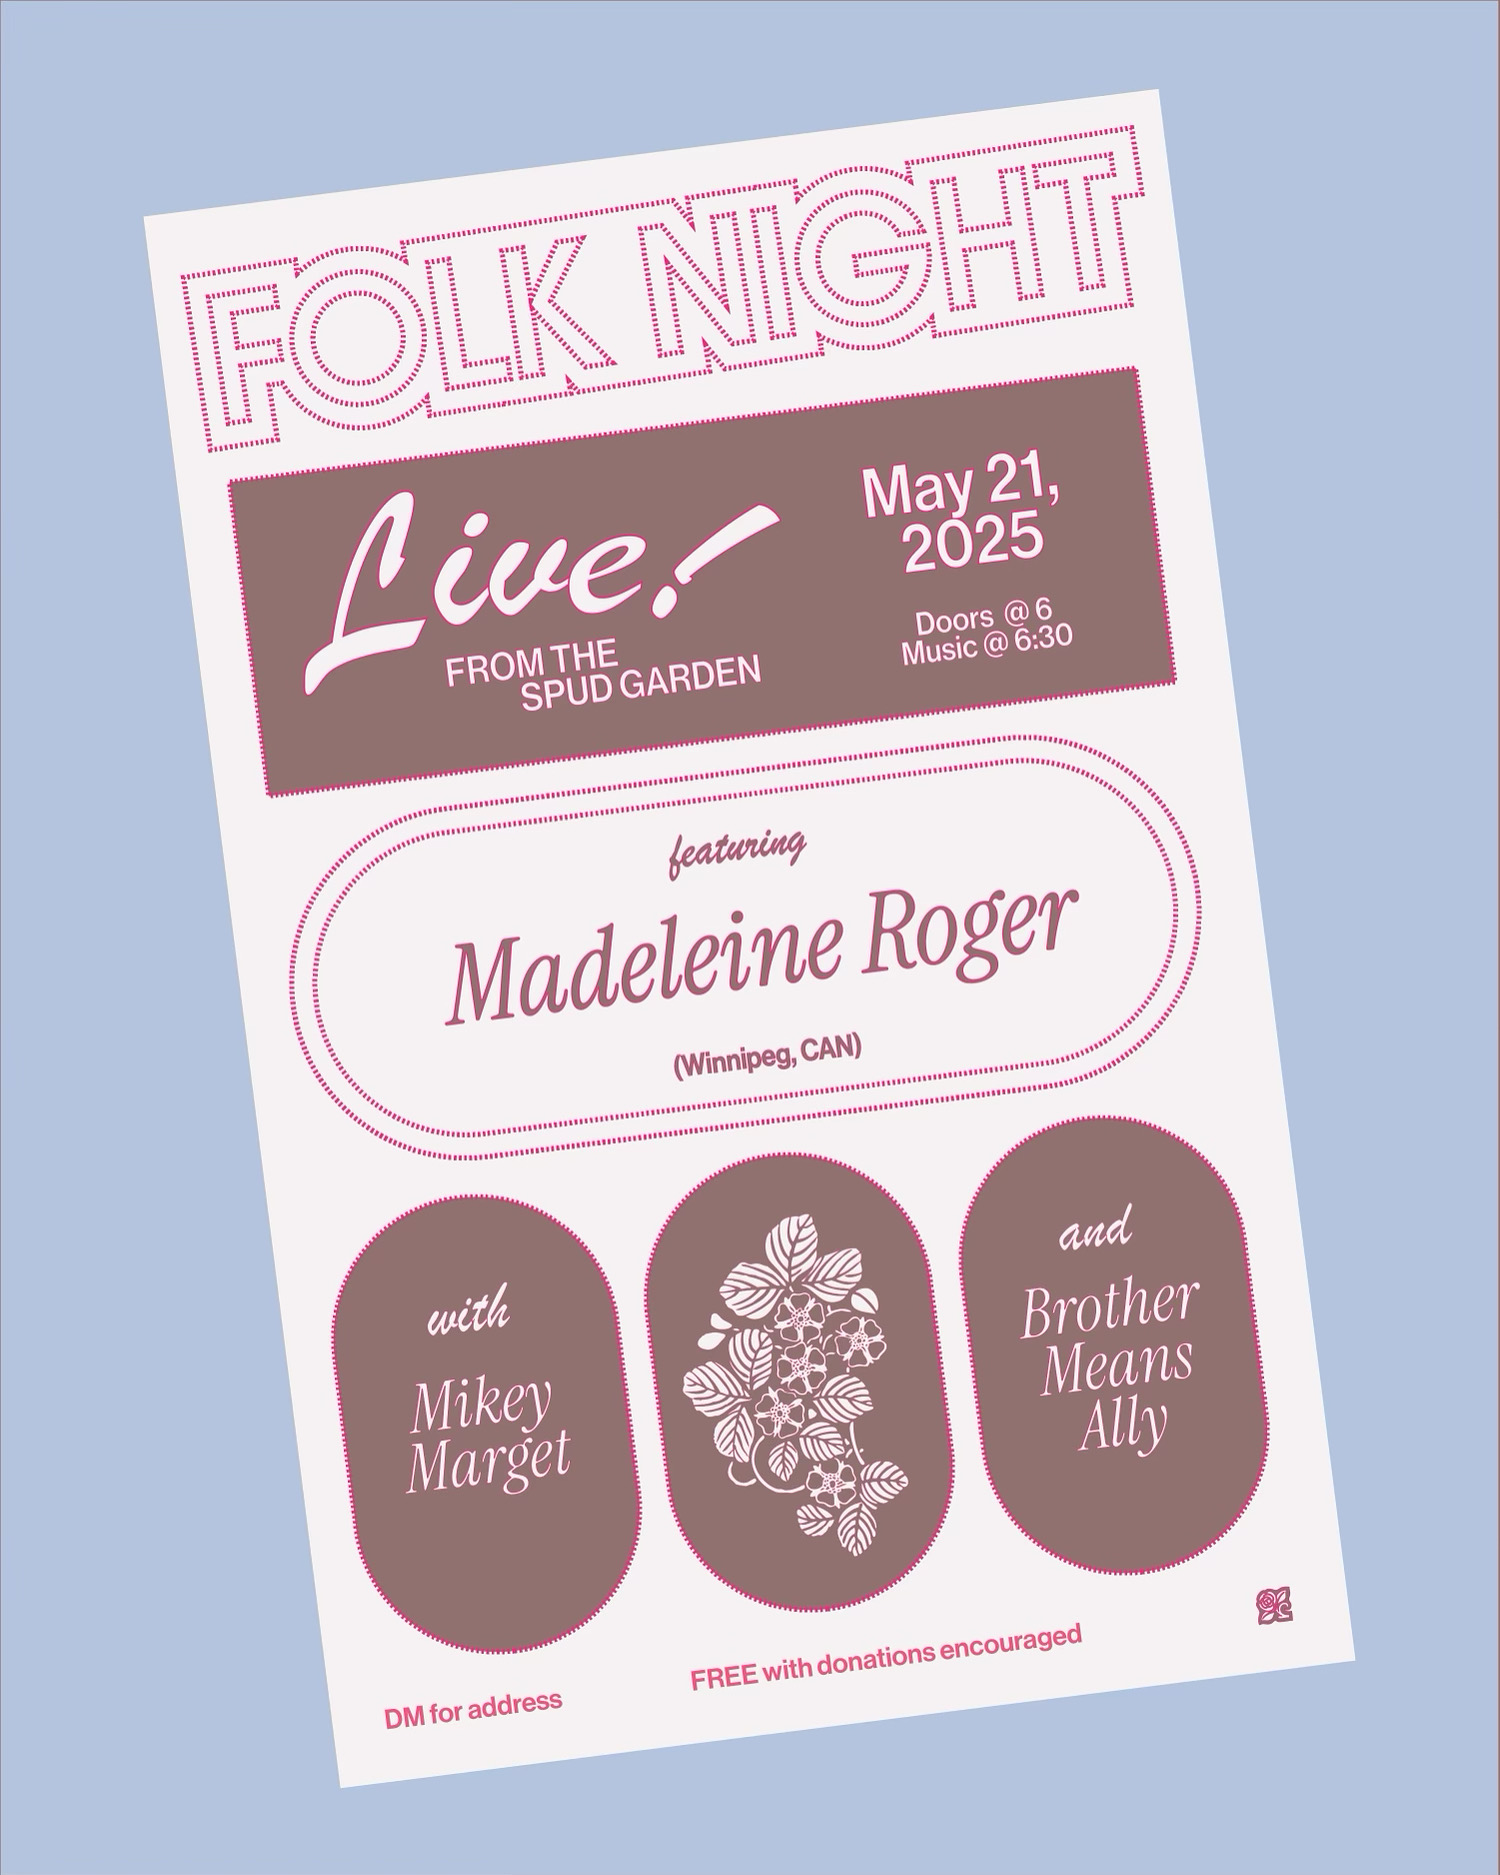 FOLK NIGHT
Live!
FROM THE
SPUD GARDEN
May 21,
2025
Doors @ 6
Music @ 6:30
featuring
Madeleine Roger
(Winnipeg, CAN)
with
Mikey
Marget
and
Brother
Means
Ally
DM for address
FREE with donations encouraged